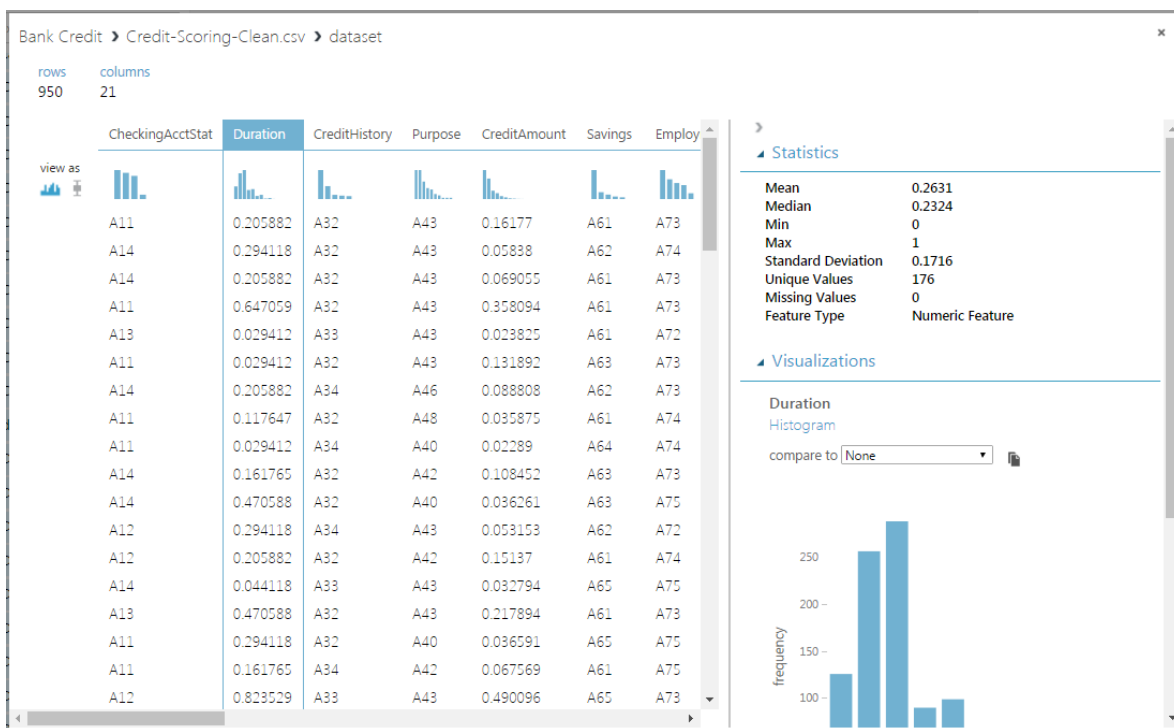 Bank Credit > Credit-Scoring-Clean.csv > dataset
rows columns
950 21
CheckingAcctStat Duration CreditHistory Purpose CreditAmount Savings Employ
view as
A11 0.205882 A32 A43 0.16177 A61 A73
A14 0.294118 A32 A43 0.05838 A62 A74
A14 0.205882 A32 A43 0.069055 A61 A73
A11 0.647059 A32 A43 0.358094 A61 A73
A13 0.029412 A33 A43 0.023825 A61 A72
A11 0.029412 A32 A43 0.131892 A63 A73
A14 0.205882 A34 A46 0.088808 A62 A73
A11 0.117647 A32 A48 0.035875 A61 A74
A11 0.029412 A34 A40 0.02289 A64 A74
A14 0.161765 A32 A42 0.108452 A63 A73
A14 0.470588 A32 A40 0.036261 A63 A75
A12 0.294118 A34 A43 0.053153 A62 A72
A12 0.205882 A32 A42 0.15137 A61 A74
A14 0.044118 A33 A43 0.032794 A65 A75
A13 0.470588 A32 A43 0.217894 A61 A73
A11 0.294118 A32 A40 0.036591 A65 A75
A11 0.161765 A34 A42 0.067569 A61 A75
A12 0.823529 A33 A43 0.490096 A65 A73
Statistics
Mean 0.2631
Median 0.2324
Min 0
Max 1
Standard Deviation 0.1716
Unique Values 176
Missing Values 0
Feature Type Numeric Feature
Visualizations
Duration
Histogram
compare to None
250
200
150
100
frequency